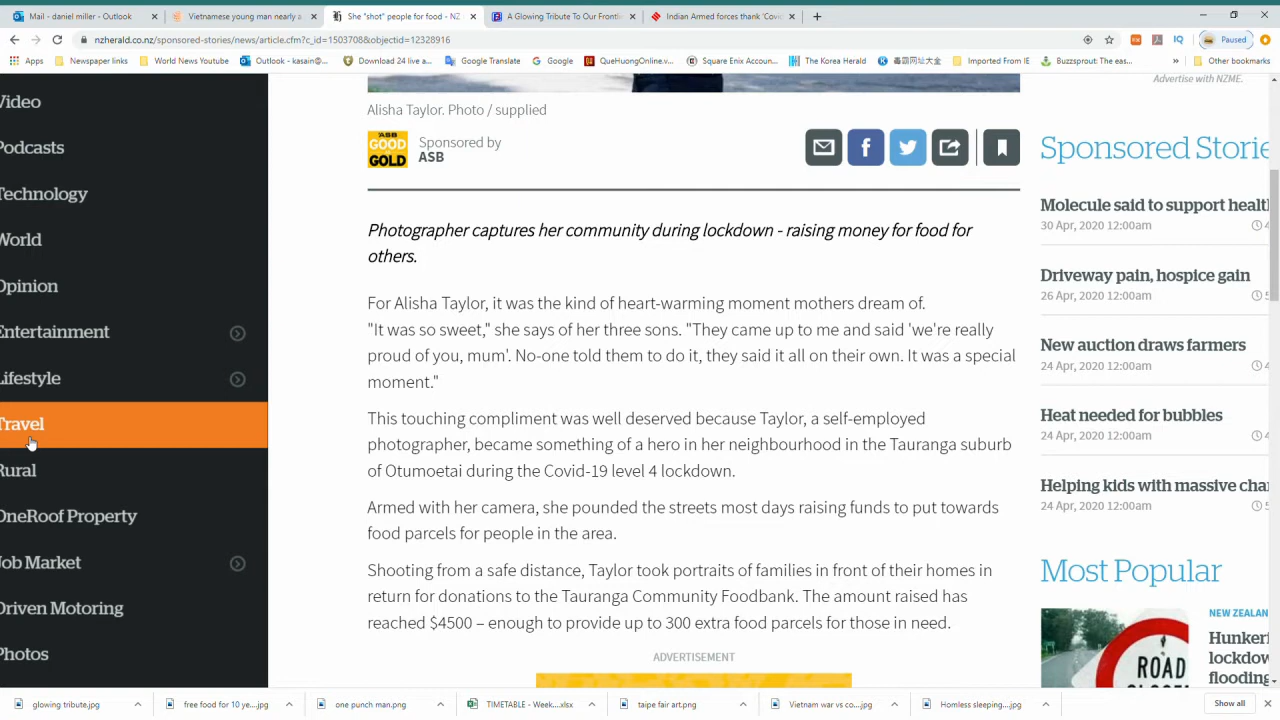 Mail - daniel miller - Outlook
Vietnamese young man nearly a
She "shot" people for food - NZ
A Glowing Tribute To Our Frontli
Indian Armed forces thank 'Covid
nzherald.co.nz/sponsored-stories/news/article.cfm?c_id=1503708&objectid=12328916
IQ
Paused
Apps
Newspaper links
World News Youtube
Outlook - kasain@...
Download 24 live a...
Google Translate
Google
QueHuongOnline.v...
Square Enix Accoun...
The Korea Herald
毒霸网址大全
Imported From IE
Buzzsprout: The eas...
»
Other bookmarks
Video
Podcasts
Technology
World
Opinion
Entertainment
Lifestyle
Travel
Rural
OneRoof Property
Job Market
Driven Motoring
Photos
Alisha Taylor. Photo / supplied
ASB
GOOD
GOLD
Sponsored by
ASB
Photographer captures her community during lockdown - raising money for food for
others.
For Alisha Taylor, it was the kind of heart-warming moment mothers dream of.
"It was so sweet," she says of her three sons. "They came up to me and said 'we're really
proud of you, mum'. No-one told them to do it, they said it all on their own. It was a special
moment."
This touching compliment was well deserved because Taylor, a self-employed
photographer, became something of a hero in her neighbourhood in the Tauranga suburb
of Otumoetai during the Covid-19 level 4 lockdown.
Armed with her camera, she pounded the streets most days raising funds to put towards
food parcels for people in the area.
Shooting from a safe distance, Taylor took portraits of families in front of their homes in
return for donations to the Tauranga Community Foodbank. The amount raised has
reached $4500 – enough to provide up to 300 extra food parcels for those in need.
ADVERTISEMENT
Advertise with NZME.
Sponsored Storie
Molecule said to support healt
30 Apr, 2020 12:00am
Driveway pain, hospice gain
26 Apr, 2020 12:00am
New auction draws farmers
24 Apr, 2020 12:00am
Heat needed for bubbles
24 Apr, 2020 12:00am
Helping kids with massive cha
24 Apr, 2020 12:00am
Most Popular
ROAD
NEW ZEALAN
Hunkeri
lockdow
flooding
glowing tribute.jpg
free food for 10 ye...jpg
one punch man.png
TIMETABLE - Week....xlsx
taipe fair art.png
Vietnam war vs co....jpg
Homless sleeping....jpg
Show all